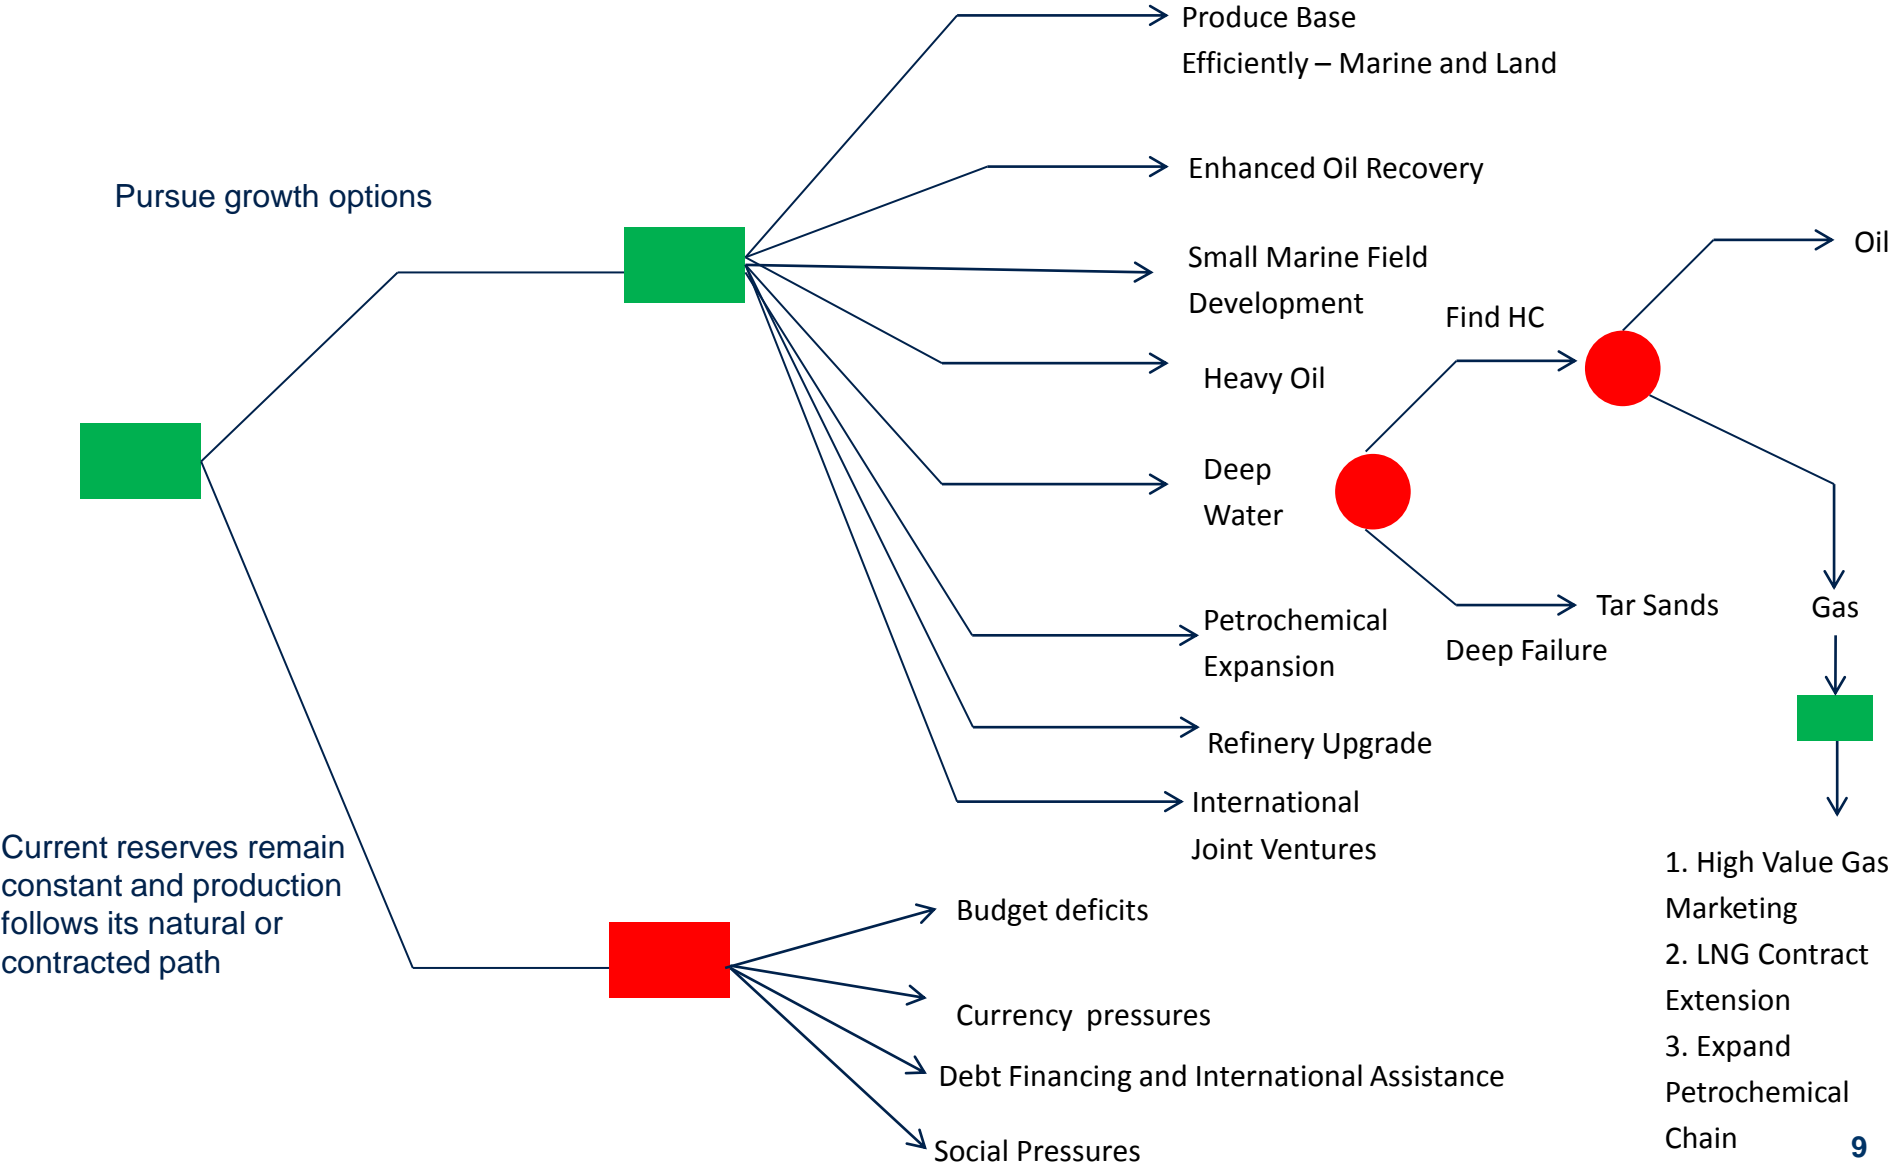 Produce Base
Efficiently – Marine and Land
Pursue growth options
Enhanced Oil Recovery
Small Marine Field
Development
Oil
Find HC
Heavy Oil
Deep
Water
Tar Sands
Deep Failure
Gas
Petrochemical
Expansion
Refinery Upgrade
International
Joint Ventures
Current reserves remain
constant and production
follows its natural or
contracted path
Budget deficits
Currency  pressures
Debt Financing and International Assistance
Social Pressures
1. High Value Gas
Marketing
2. LNG Contract
Extension
3. Expand
Petrochemical
Chain
9